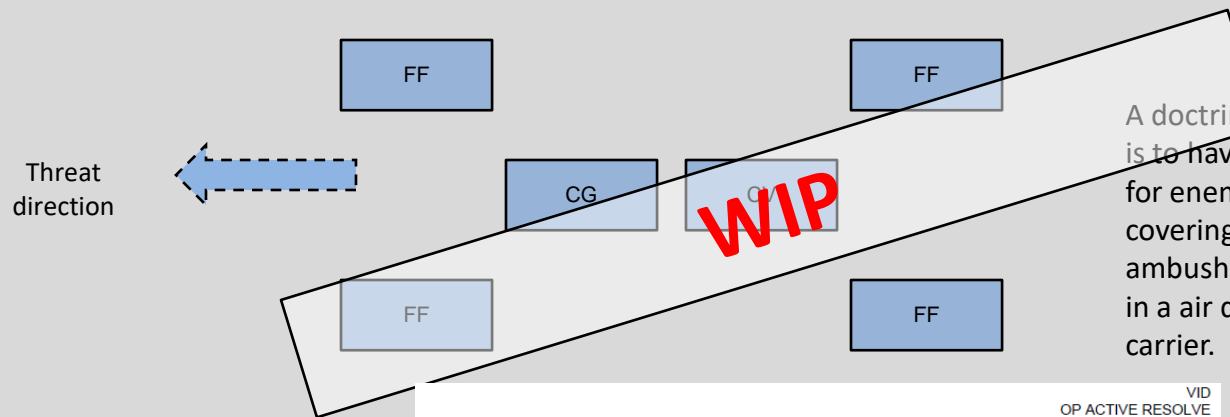 FF
FF
Threat
direction
CG
CV
WIP
FF
FF
A doctri
is to hav
for enem
covering
ambush
in a air
carrier.
VID
OP ACTIVE RESOLVE